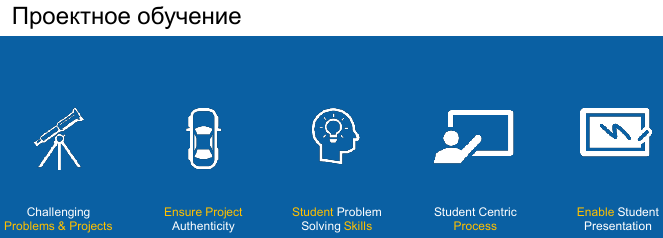 Проектное обучение
Challenging
Problems & Projects
Ensure Project
Authenticity
Student Problem
Solving Skills
Student Centric
Process
Enable Student
Presentation